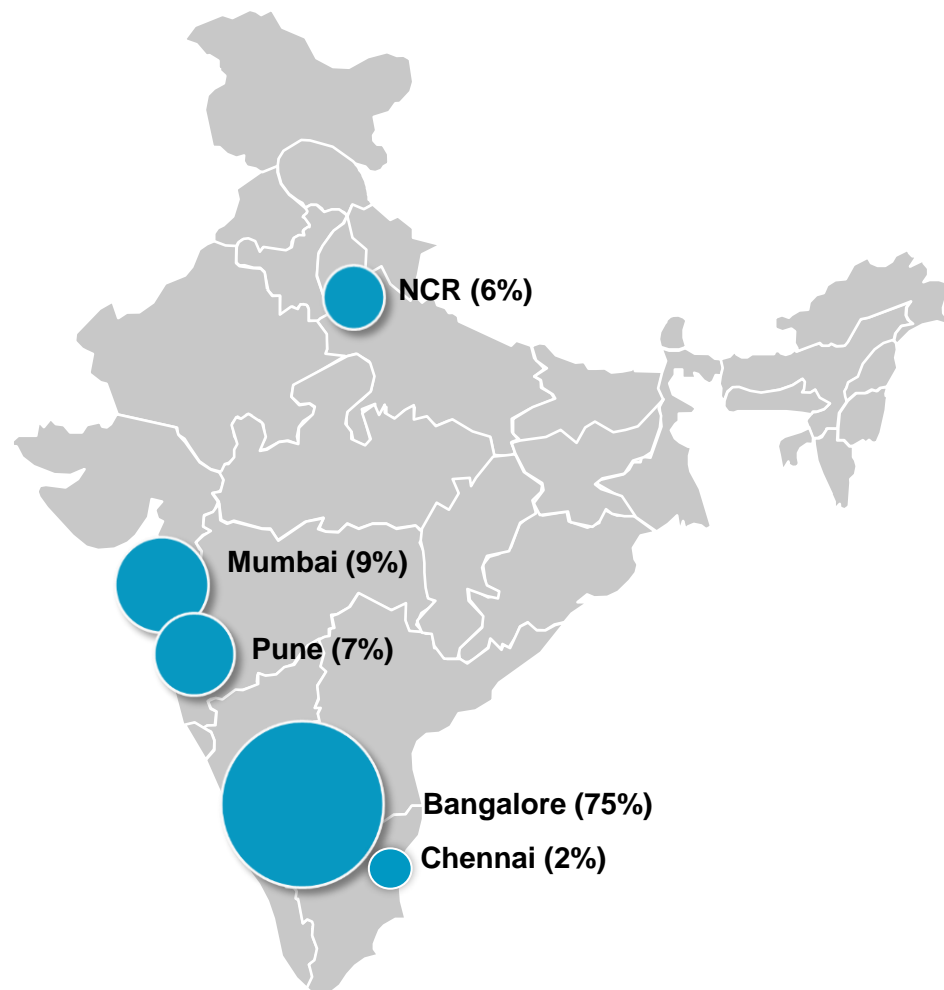 NCR (6%)
Mumbai (9%)
Pune (7%)
Bangalore (75%)
Chennai (2%)